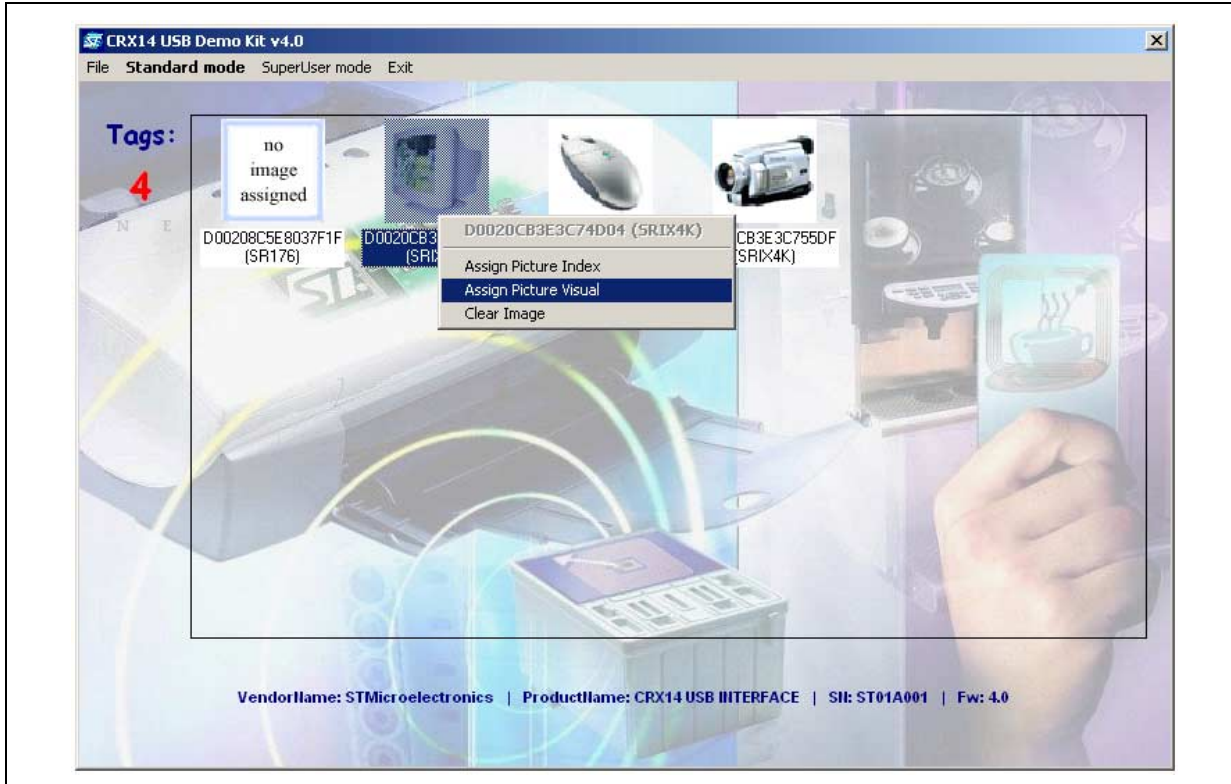 CRX14 USB Demo Kit v4.0
File Standard mode SuperUser mode Exit
Tags:
4
N E
no
image
assigned
D00208C5E8037F1F
(SR176)
D0020CB3
(SRIX
D0020CB3E3C74D04 (SRIX4K)
Assign Picture Index
Assign Picture Visual
Clear Image
CB3E3C755DF
(SRIX4K)
VendorName: STMicroelectronics | ProductName: CRX14 USB INTERFACE | SN: ST01A001 | Fw: 4.0